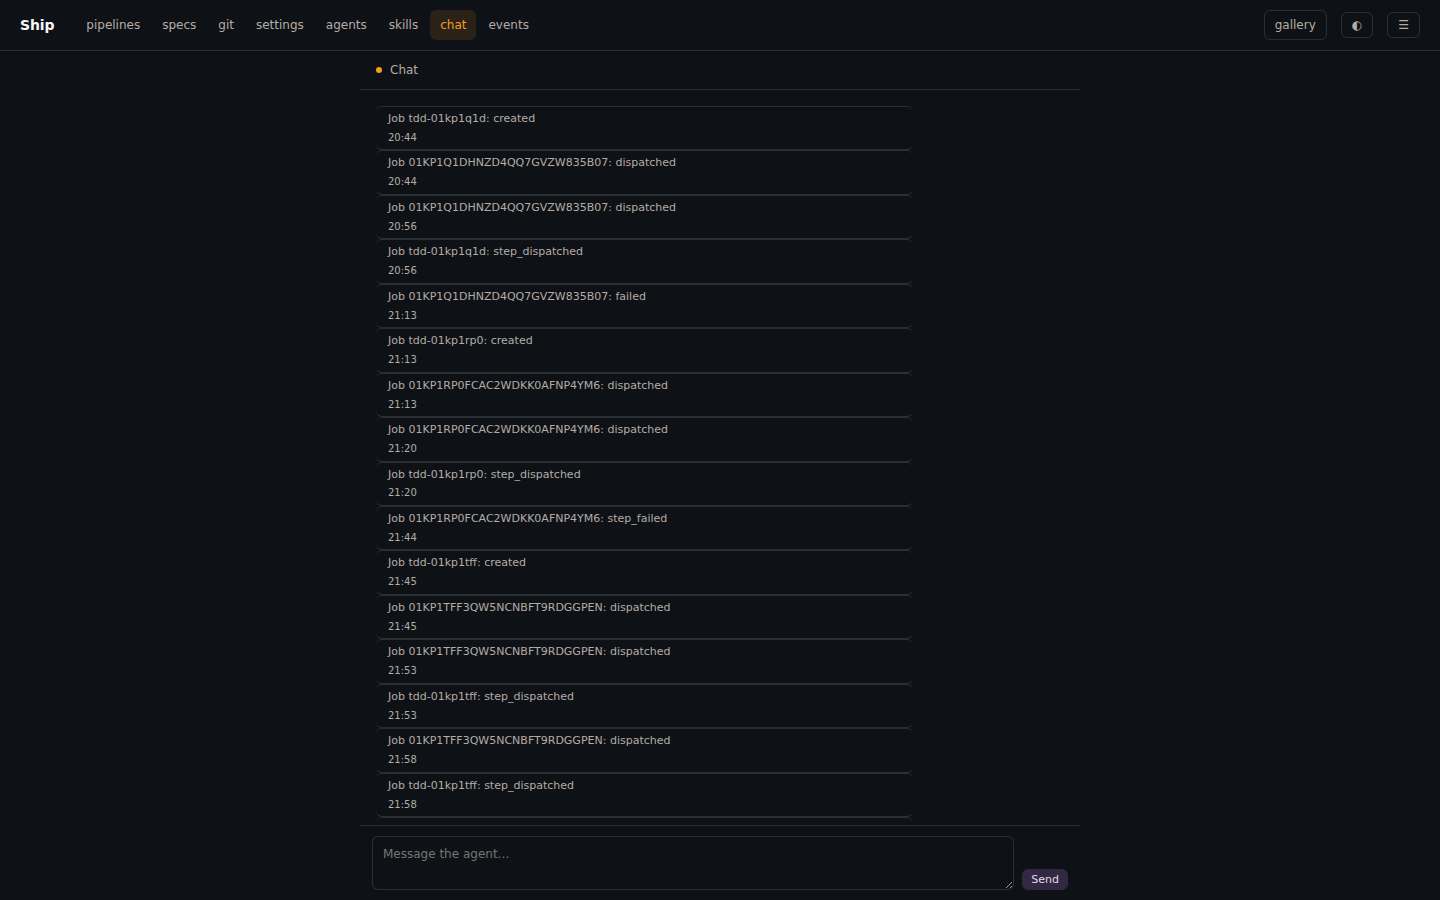 Ship pipelines specs git settings agents skills chat events gallery
Chat
Job tdd-01kp1q1d: created
20:44
Job 01KP1Q1DHNZD4QQ7GVZW835B07: dispatched
20:44
Job 01KP1Q1DHNZD4QQ7GVZW835B07: dispatched
20:56
Job tdd-01kp1q1d: step_dispatched
20:56
Job 01KP1Q1DHNZD4QQ7GVZW835B07: failed
21:13
Job tdd-01kp1rp0: created
21:13
Job 01KP1RP0FCAC2WDKK0AFNP4YM6: dispatched
21:13
Job 01KP1RP0FCAC2WDKK0AFNP4YM6: dispatched
21:20
Job tdd-01kp1rp0: step_dispatched
21:20
Job 01KP1RP0FCAC2WDKK0AFNP4YM6: step_failed
21:44
Job tdd-01kp1tff: created
21:45
Job 01KP1TFF3QW5NCNBFT9RDGGPEN: dispatched
21:45
Job 01KP1TFF3QW5NCNBFT9RDGGPEN: dispatched
21:53
Job tdd-01kp1tff: step_dispatched
21:53
Job 01KP1TFF3QW5NCNBFT9RDGGPEN: dispatched
21:58
Job tdd-01kp1tff: step_dispatched
21:58
Message the agent...
Send